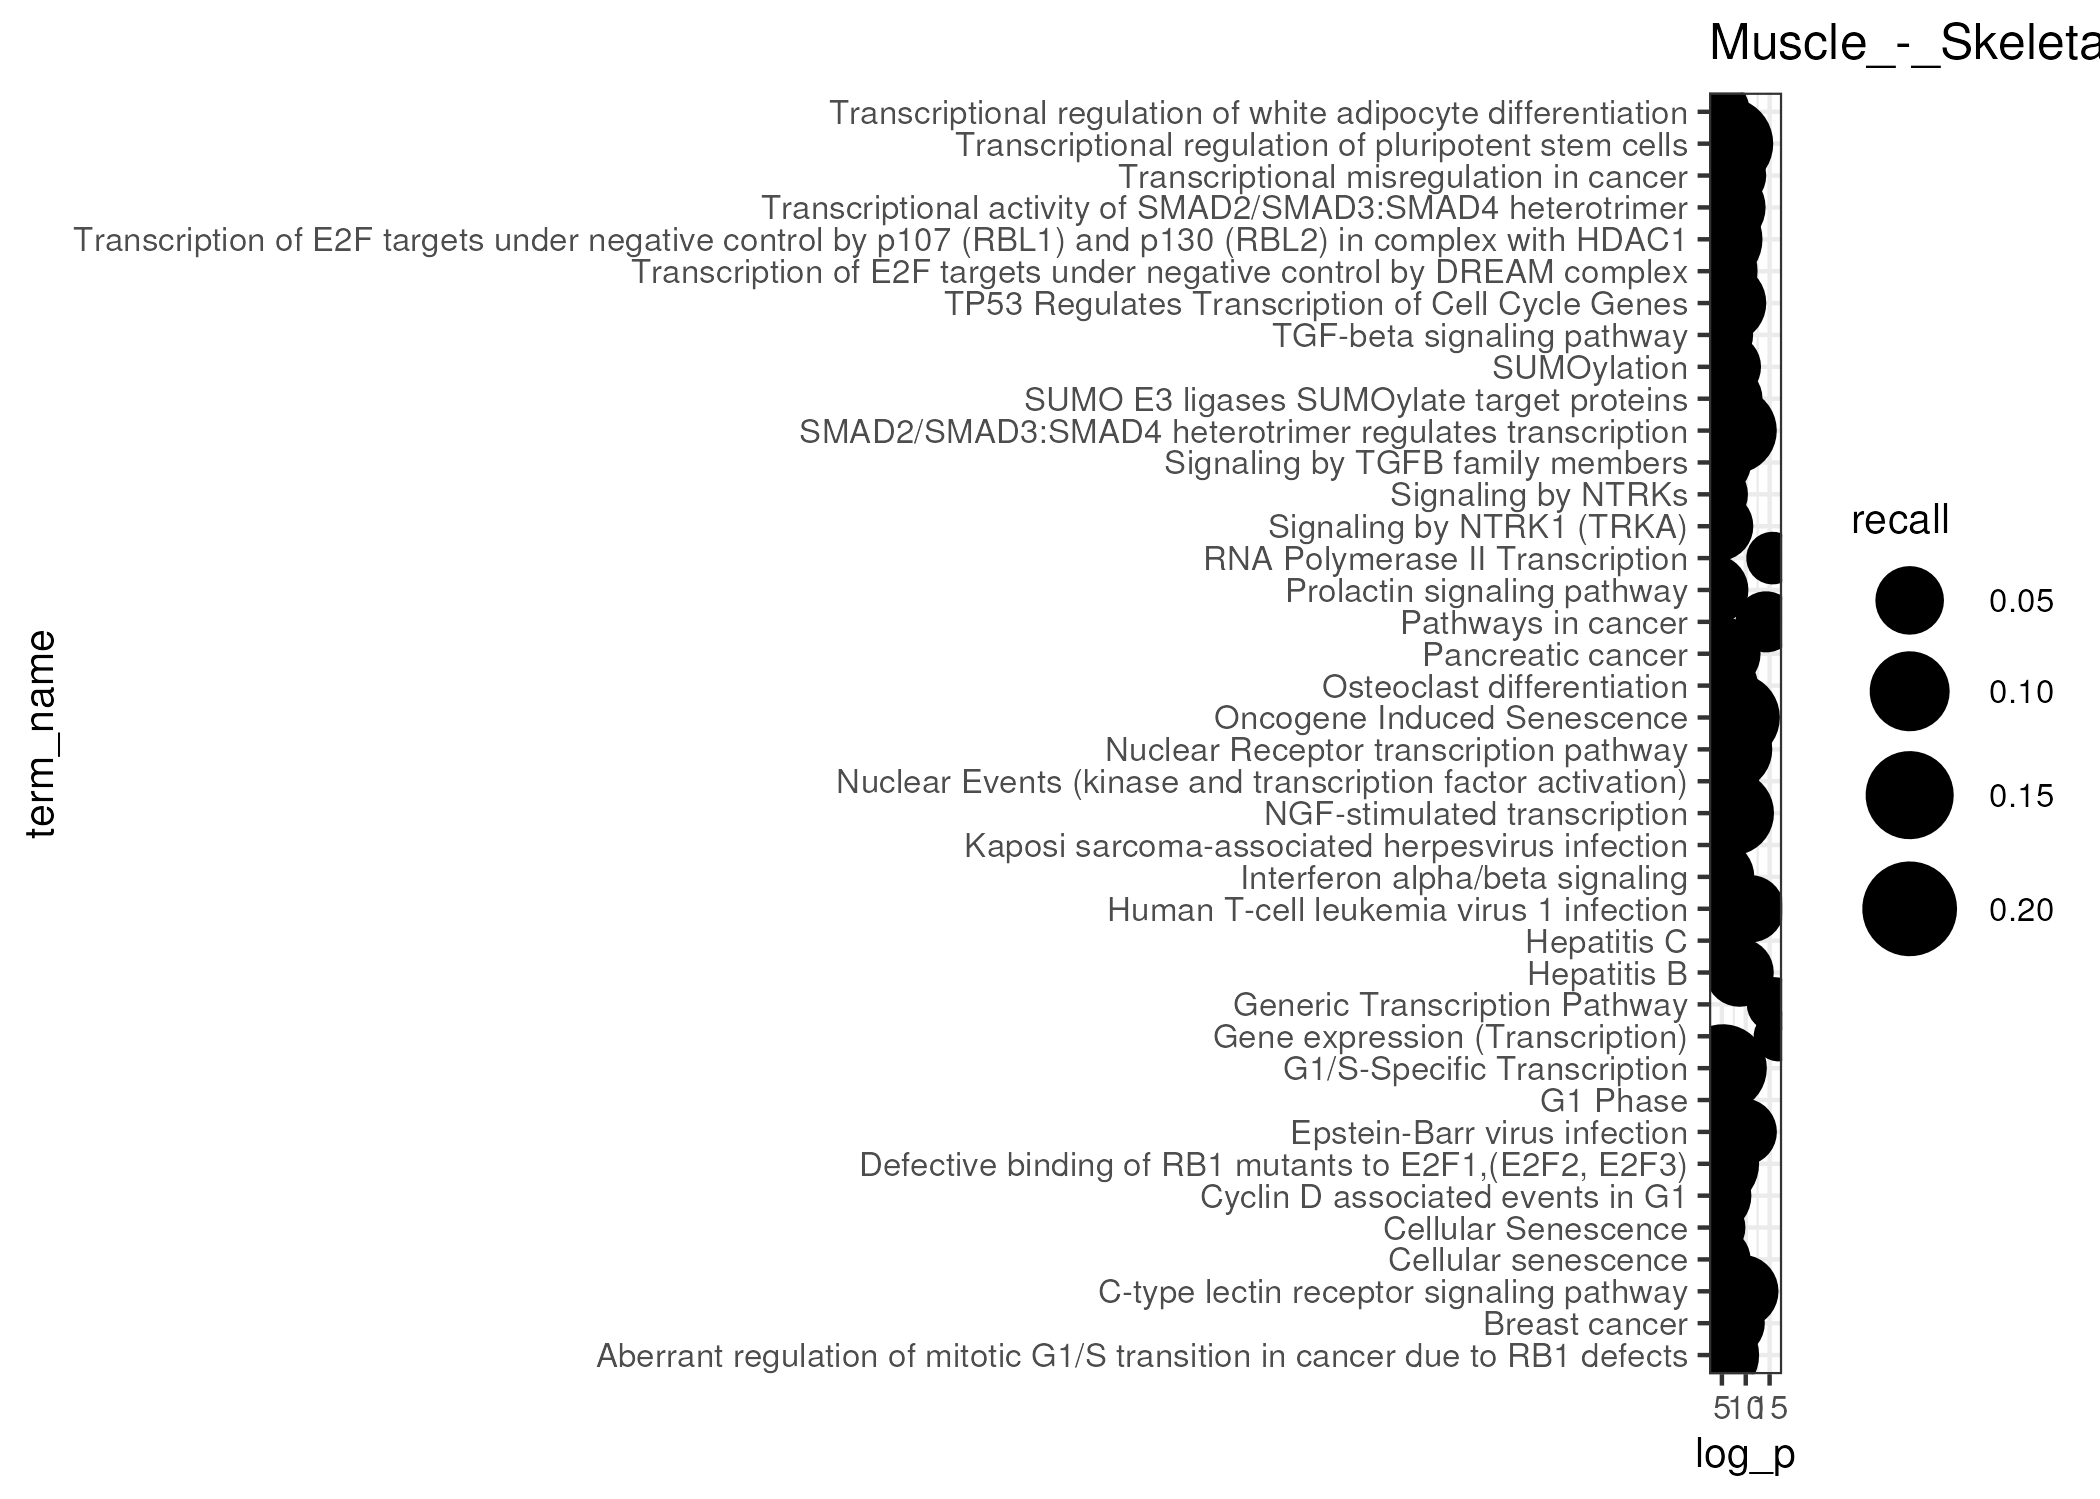 Muscle_-_Skeleta
Transcriptional regulation of white adipocyte differentiation
Transcriptional regulation of pluripotent stem cells
Transcriptional misregulation in cancer
Transcriptional activity of SMAD2/SMAD3:SMAD4 heterotrimer
Transcription of E2F targets under negative control by p107 (RBL1) and p130 (RBL2) in complex with HDAC1
Transcription of E2F targets under negative control by DREAM complex
TP53 Regulates Transcription of Cell Cycle Genes
TGF-beta signaling pathway
SUMOylation
SUMO E3 ligases SUMOylate target proteins
SMAD2/SMAD3:SMAD4 heterotrimer regulates transcription
Signaling by TGFB family members
Signaling by NTRKs
Signaling by NTRK1 (TRKA)
RNA Polymerase II Transcription
Prolactin signaling pathway
Pathways in cancer
Pancreatic cancer
Osteoclast differentiation
Oncogene Induced Senescence
Nuclear Receptor transcription pathway
Nuclear Events (kinase and transcription factor activation)
NGF-stimulated transcription
Kaposi sarcoma-associated herpesvirus infection
Interferon alpha/beta signaling
Human T-cell leukemia virus 1 infection
Hepatitis C
Hepatitis B
Generic Transcription Pathway
Gene expression (Transcription)
G1/S-Specific Transcription
G1 Phase
Epstein-Barr virus infection
Defective binding of RB1 mutants to E2F1,(E2F2, E2F3)
Cyclin D associated events in G1
Cellular Senescence
Cellular senescence
C-type lectin receptor signaling pathway
Breast cancer
Aberrant regulation of mitotic G1/S transition in cancer due to RB1 defects
term_name
5 10 15
log_p
recall
0.05
0.10
0.15
0.20